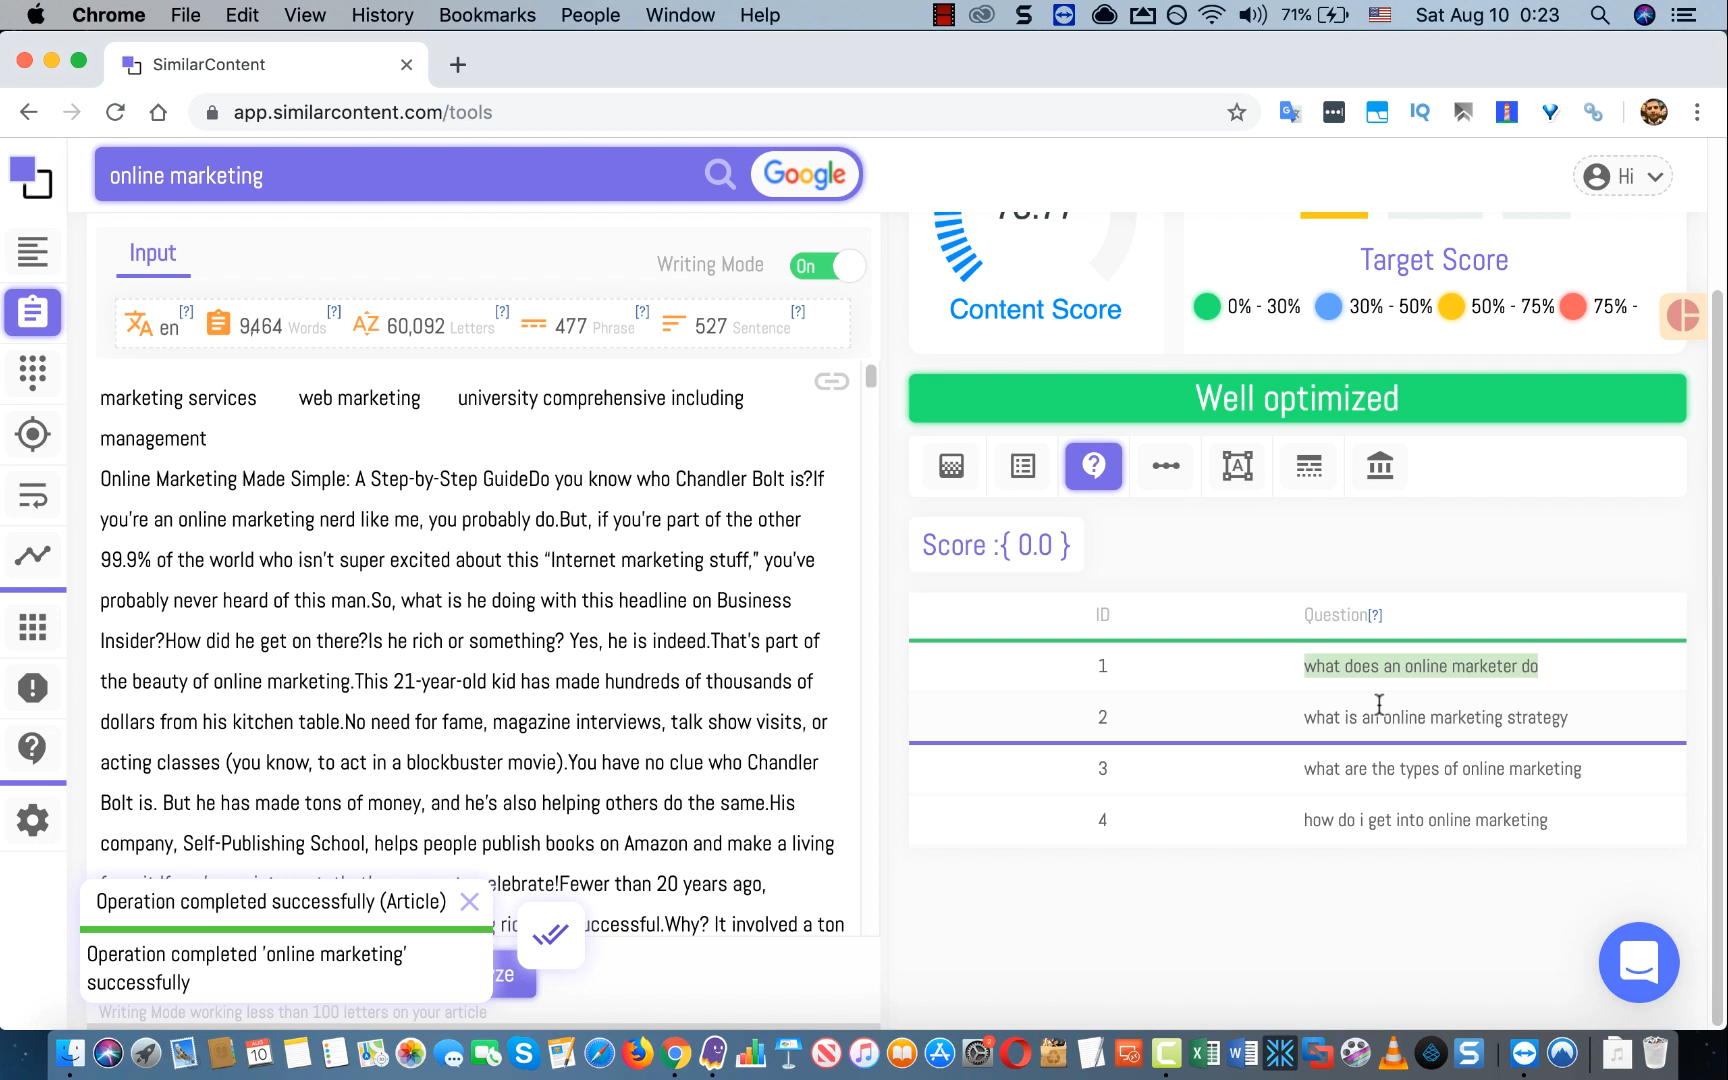 Chrome File Edit View History Bookmarks People Window Help 71% Sat Aug 10 0:23
SimilarContent
app.similarcontent.com/tools
online marketing Google Hi
Input Writing Mode On
en [?] 9,464 Words [?] 60,092 Letters [?] 477 Phrase [?] 527 Sentence [?]
marketing services web marketing university comprehensive including
management
Online Marketing Made Simple: A Step-by-Step GuideDo you know who Chandler Bolt is?If
you're an online marketing nerd like me, you probably do.But, if you're part of the other
99.9% of the world who isn't super excited about this “Internet marketing stuff,” you've
probably never heard of this man.So, what is he doing with this headline on Business
Insider?How did he get on there?Is he rich or something? Yes, he is indeed.That's part of
the beauty of online marketing.This 21-year-old kid has made hundreds of thousands of
dollars from his kitchen table.No need for fame, magazine interviews, talk show visits, or
acting classes (you know, to act in a blockbuster movie).You have no clue who Chandler
Bolt is. But he has made tons of money, and he's also helping others do the same.His
company, Self-Publishing School, helps people publish books on Amazon and make a living
elebrate!Fewer than 20 years ago,
ccessful.Why? It involved a ton
Operation completed successfully (Article)
Operation completed 'online marketing'
successfully
ze
Writing Mode working less than 100 letters on your article
Content Score
Target Score
0% - 30% 30% - 50% 50% - 75% 75% -
Well optimized
Score :{ 0.0 }
ID Question[?]
1 what does an online marketer do
2 what is an online marketing strategy
3 what are the types of online marketing
4 how do i get into online marketing